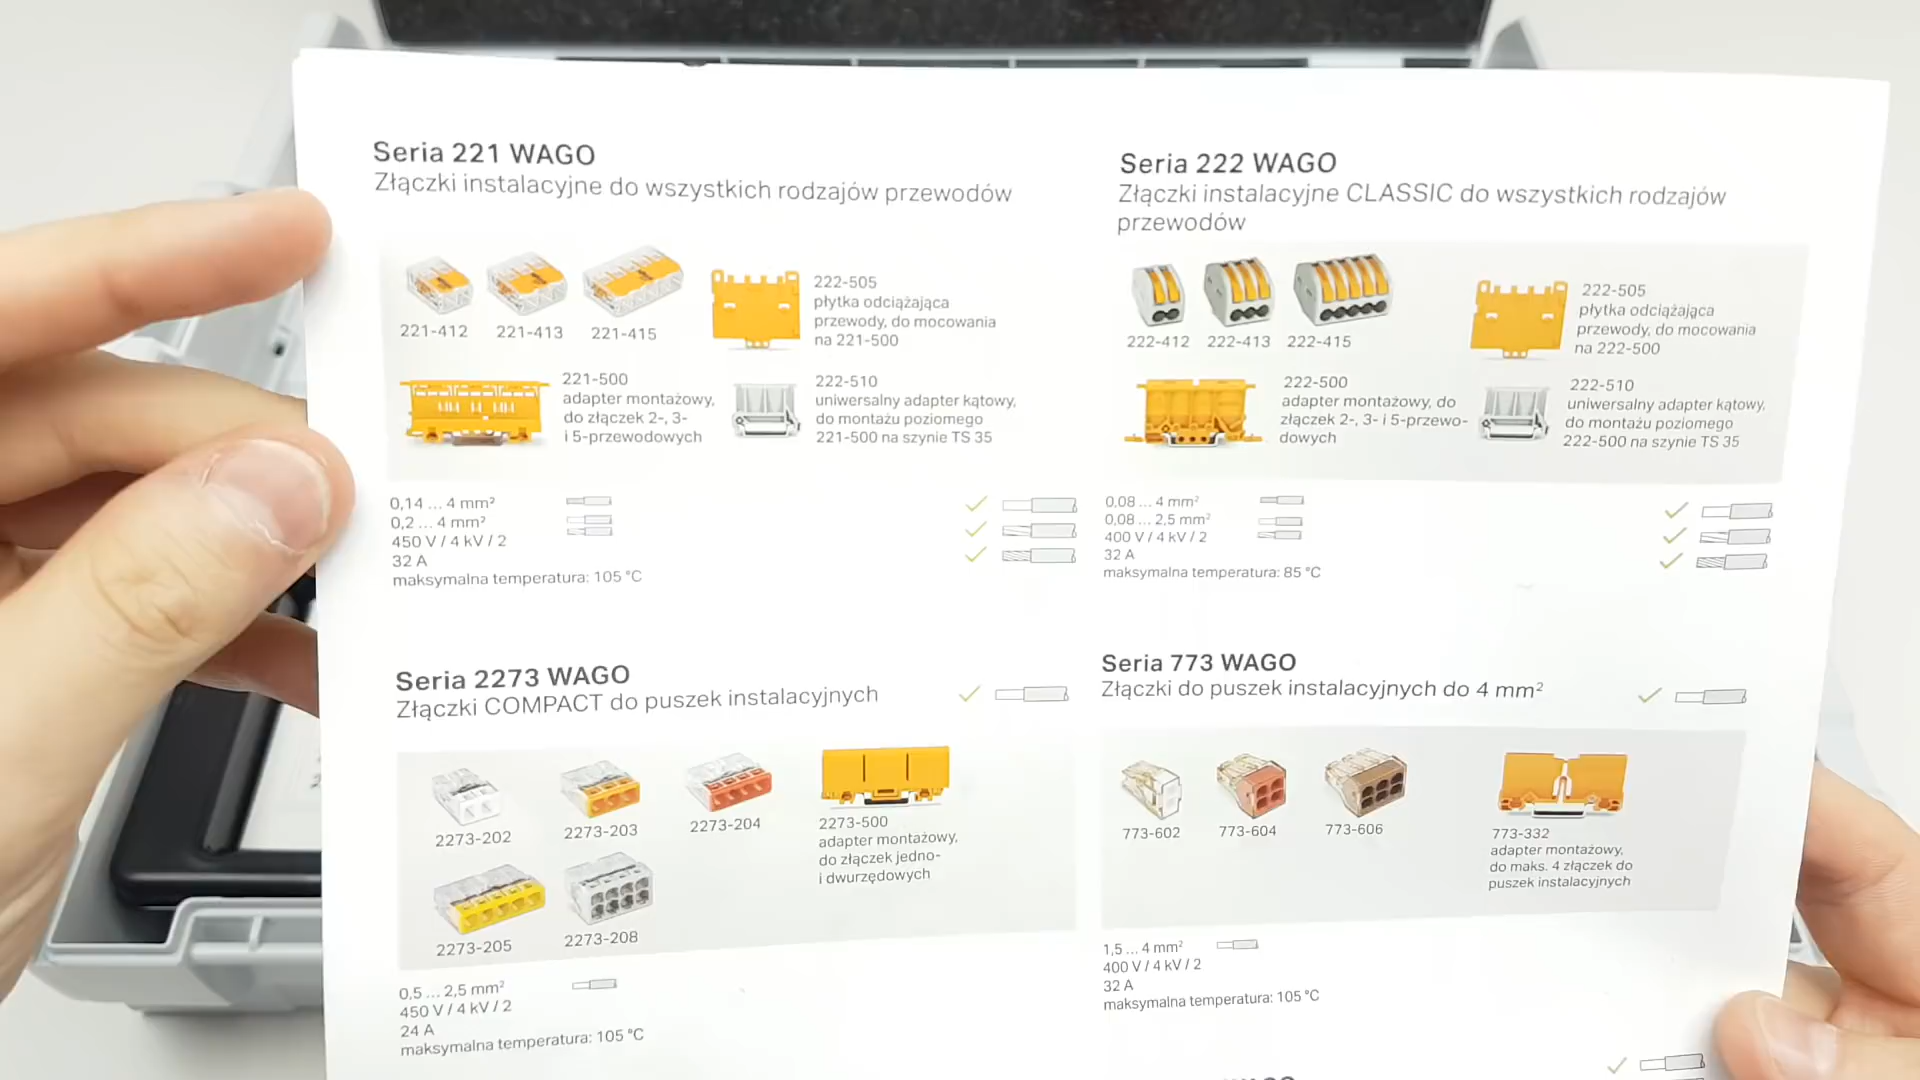 Seria 221 WAGO
Złączki instalacyjne do wszystkich rodzajów przewodów
221-412
221-413
221-415
222-505
płytka odciążająca
przewody, do mocowania
na 221-500
221-500
adapter montażowy,
do złączek 2-, 3-
i 5-przewodowych
222-510
uniwersalny adapter kątowy,
do montażu poziomego
221-500 na szynie TS 35
0,14 ... 4 mm²
0,2 ... 4 mm²
450 V / 4 kV / 2
32 A
maksymalna temperatura: 105 °C
Seria 222 WAGO
Złączki instalacyjne CLASSIC do wszystkich rodzajów
przewodów
222-412
222-413
222-415
222-505
płytka odciążająca
przewody, do mocowania
na 222-500
222-500
adapter montażowy, do
złączek 2-, 3- i 5-przewo-
dowych
222-510
uniwersalny adapter kątowy,
do montażu poziomego
222-500 na szynie TS 35
0,08 ... 4 mm²
0,08 ... 2,5 mm²
400 V / 4 kV / 2
32 A
maksymalna temperatura: 85 °C
Seria 2273 WAGO
Złączki COMPACT do puszek instalacyjnych
2273-202
2273-203
2273-204
2273-500
adapter montażowy,
do złączek jedno-
i dwurzędowych
2273-205
2273-208
0,5 ... 2,5 mm²
450 V / 4 kV / 2
24 A
maksymalna temperatura: 105 °C
Seria 773 WAGO
Złączki do puszek instalacyjnych do 4 mm²
773-602
773-604
773-606
773-332
adapter montażowy,
do maks. 4 złączek do
puszek instalacyjnych
1,5 ... 4 mm²
400 V / 4 kV / 2
32 A
maksymalna temperatura: 105 °C